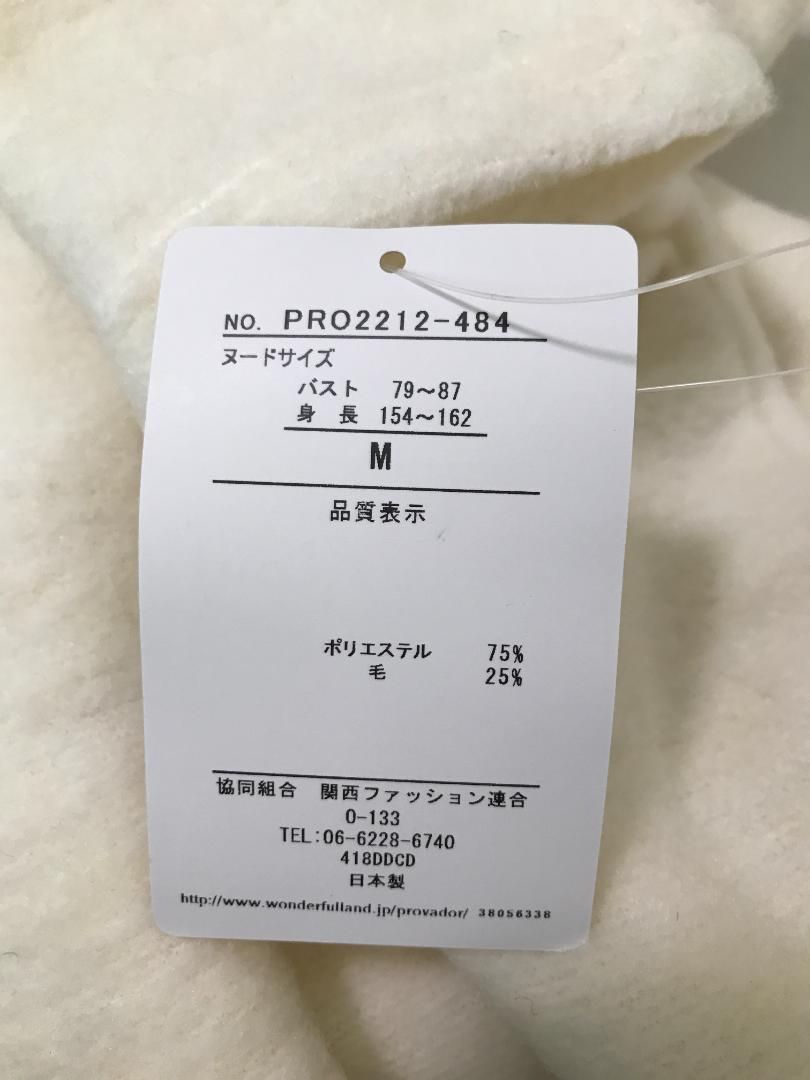 NO. PRO2212-484
ヌードサイズ
バスト 79～87
身 長 154～162
M
品質表示
ポリエステル 75%
毛 25%
協同組合 関西ファッション連合
0-133
TEL:06-6228-6740
418DDCD
日本製
http://www.wonderfulland.jp/provador/ 38056338